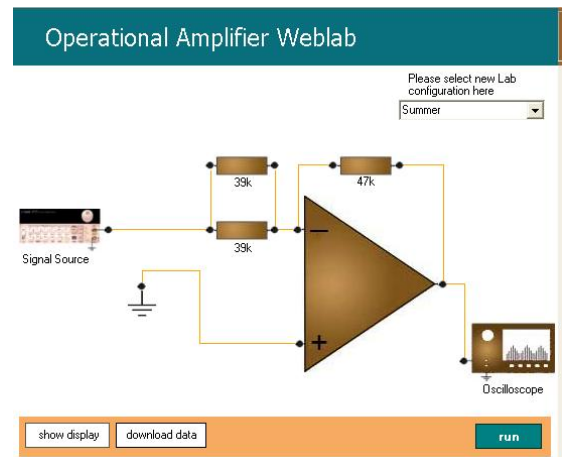 Operational Amplifier Weblab
Please select new Lab
configuration here
Summer
39k
47k
39k
Signal Source
−
+
Oscilloscope
show display
download data
run